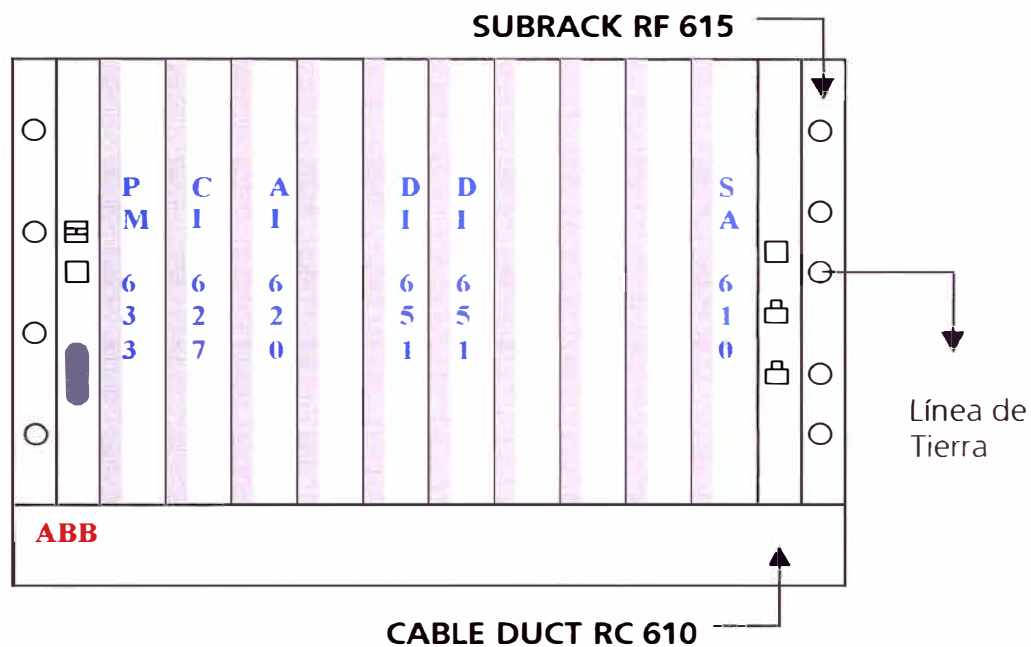 SUBRACK RF 615
PM 633
CI 627
AI 620
DI 651
DI 651
SA 610
Línea de
Tierra
ABB
CABLE DUCT RC 610